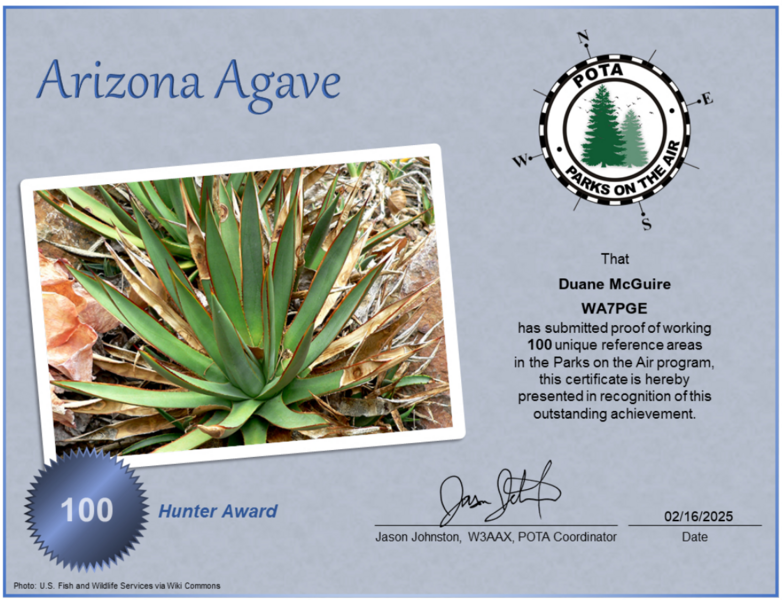 Arizona Agave
N
POTA
E
W
PARKS ON THE AIR
S
That
Duane McGuire
WA7PGE
has submitted proof of working
100 unique reference areas
in the Parks on the Air program,
this certificate is hereby
presented in recognition of this
outstanding achievement.
100
Hunter Award
02/16/2025
Jason Johnston, W3AAX, POTA Coordinator
Date
Photo: U.S. Fish and Wildlife Services via Wiki Commons